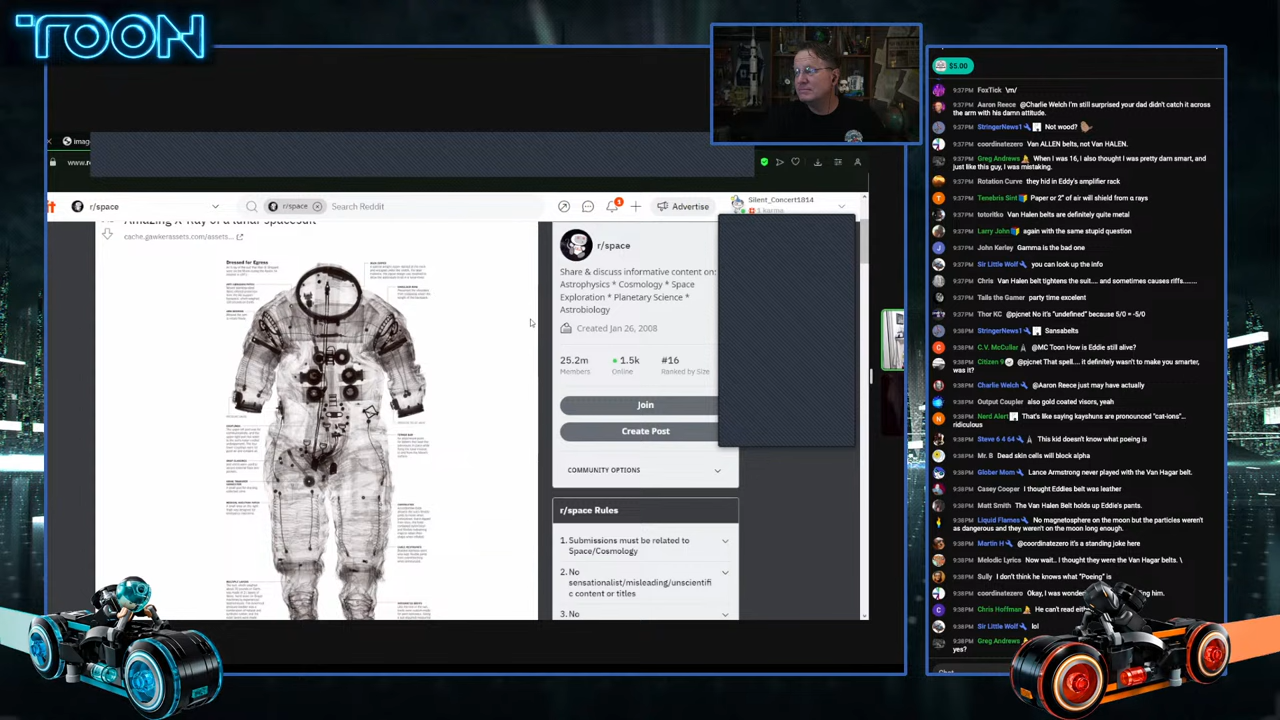 TOON
Imag
www.r
r/space
r/space
Search Reddit
1
Advertise
Silent_Concert1814
1 karma
Amazing X-Ray of a lunar spacesuit
cache.gawkerassets.com/assets...
Dressed for Egress
r/space
Share & discuss informative content on:
Astrophysics * Cosmology * Space
Exploration * Planetary Science *
Astrobiology
Created Jan 26, 2008
25.2m
1.5k
#16
Members
Online
Ranked by Size
Join
Create Post
COMMUNITY OPTIONS
r/space Rules
1. Submissions must be related to
Space/Cosmology
2. No
sensationalist/misleading/unscientifi
c content or titles
3. No
$5.00
9:37PM FoxTick \m/
9:37PM Aaron Reece @Charlie Welch I'm still surprised your dad didn't catch it across
the arm with his damn attitude.
9:37PM StringerNews1 Not wood?
9:37PM coordinatezero Van ALLEN belts, not Van HALEN.
9:37PM Greg Andrews When I was 16, I also thought I was pretty darn smart, and
just like this guy, I was mistaking.
9:37PM Rotation Curve they hid in Eddy's amplifier rack
9:37PM Tenebris Sint Paper or 2" of air will shield from α rays
9:37PM totoritko Van Halen belts are definitely quite metal
9:37PM Larry John again with the same stupid question
9:37PM John Kerley Gamma is the bad one
9:37PM Sir Little Wolf you can look up the info
9:37PM Chris Van Halen belt tightens the suit... and sometimes causes riffs.......
9:37PM Tails the Gamer party time excelent
9:37PM Thor KC @pjcnet No it's "undefined" because 5/0 = -5/0
9:38PM StringerNews1 Sansabelts
9:38PM C.V. McCullar @MC Toon How is Eddie still alive?
9:38PM Citizen 9 @pjcnet That spell.... it definitely wasn't to make you smarter,
was it?
9:38PM Charlie Welch @Aaron Reece just may have actually
9:38PM Output Coupler also gold coated visors, yeah
9:38PM Nerd Alert That's like saying kayshuns are pronounced "cat-ions"...
ridiculous
9:38PM Steve 6 4 64 This kid doesn't know what poeing is
9:38PM Mr. B Dead skin cells will block alpha
9:38PM Glober Mom Lance Armstrong never played with the Van Hagar belt.
9:38PM Casey Cooper I thought Eddies belt was leather
9:38PM Matt Smith The Van Halen Belt holds up his pants
9:38PM Liquid Flames No magnetosphere on the moon but the particles weren't
as dangerous and they weren't on the moon long enough.
9:38PM Martin H @coordinatezero it's a standing joke here
9:38PM Melodic Lyrics Now wait.. I thought they were the Van Hagar belts. \
9:38PM Sully I don't think he knows what "Poeing"
9:38PM coordinatezero Okay, I was wonder ng him.
9:38PM Chris Hoffman He can't read eit
9:38PM Sir Little Wolf lol
9:38PM Greg Andrews
yes?